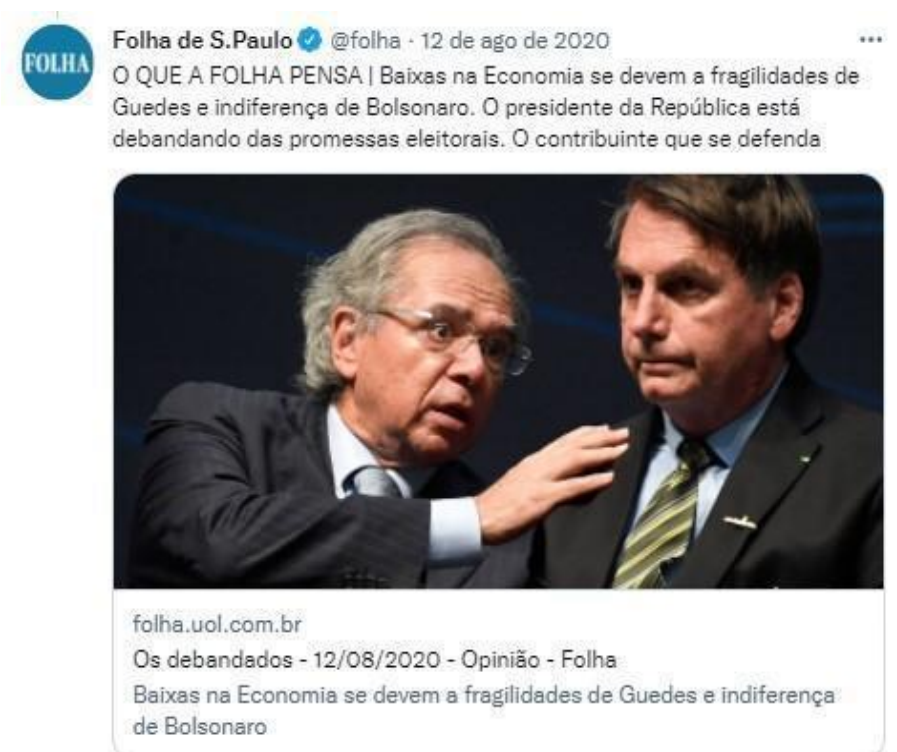 FOLHA
Folha de S.Paulo @folha · 12 de ago de 2020
O QUE A FOLHA PENSA | Baixas na Economia se devem a fragilidades de
Guedes e indiferença de Bolsonaro. O presidente da República está
debandando das promessas eleitorais. O contribuinte que se defenda
folha.uol.com.br
Os debandados - 12/08/2020 - Opinião - Folha
Baixas na Economia se devem a fragilidades de Guedes e indiferença
de Bolsonaro